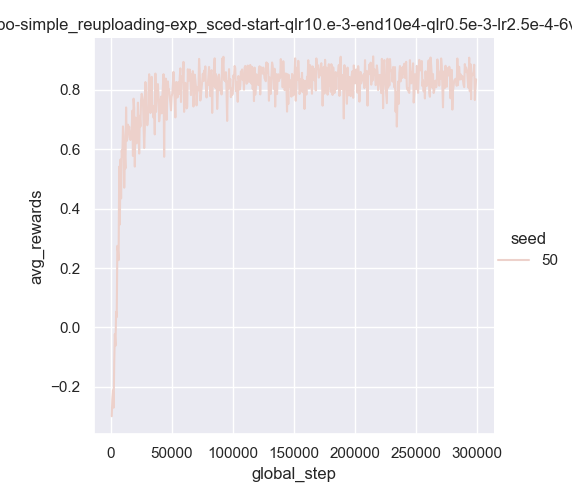 po-simple_reuploading-exp_sced-start-qlr10.e-3-end10e4-qlr0.5e-3-lr2.5e-4-6v
avg_rewards
0.8
0.6
0.4
0.2
0.0
−0.2
0 50000 100000 150000 200000 250000 300000
global_step
seed
50